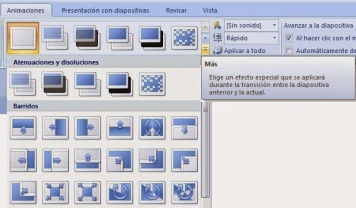 Animaciones Presentación con diapositivas Revisar Vista
[Sin sonido] Avanzar a la diapositiva
Rápido Al hacer clic con el m
Aplicar a todo Automáticamente de
Atenuaciones y disoluciones
Más
Elige un efecto especial que se aplicará
durante la transición entre la diapositiva
anterior y la actual.
Barridos